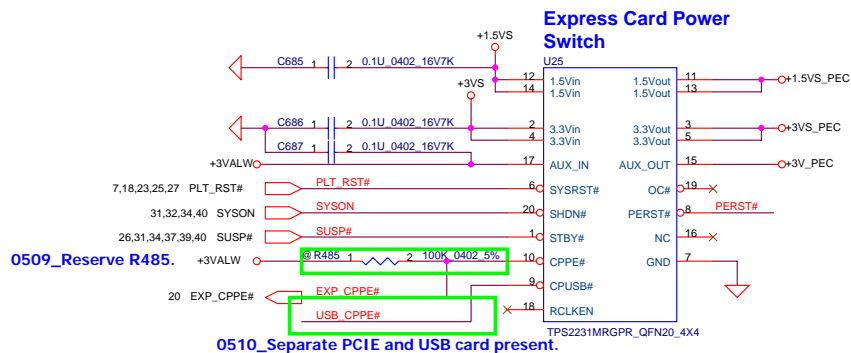 Express Card Power
Switch
+1.5VS
U25
C685 1 2 0.1U_0402_16V7K
12 1.5Vin 1.5Vout 11 +1.5VS_PEC
14 1.5Vin 1.5Vout 13
+3VS
C686 1 2 0.1U_0402_16V7K
2 3.3Vin 3.3Vout 3 +3VS_PEC
4 3.3Vin 3.3Vout 5
C687 1 2 0.1U_0402_16V7K
+3VALW 17 AUX_IN AUX_OUT 15 +3V_PEC
7,18,23,25,27 PLT_RST# PLT_RST# 6 SYSRST# OC# 19
31,32,34,40 SYSON SYSON 20 SHDN# PERST# 8 PERST#
26,31,34,37,39,40 SUSP# SUSP# 1 STBY# NC 16
0509_Reserve R485. +3VALW @R485 1 2 100K_0402_5% 10 CPPE# GND 7
20 EXP_CPPE# EXP_CPPE# 9 CPUSB#
USB_CPPE# 18 RCLKEN
TPS2231MRGPR_QFN20_4X4
0510_Separate PCIE and USB card present.